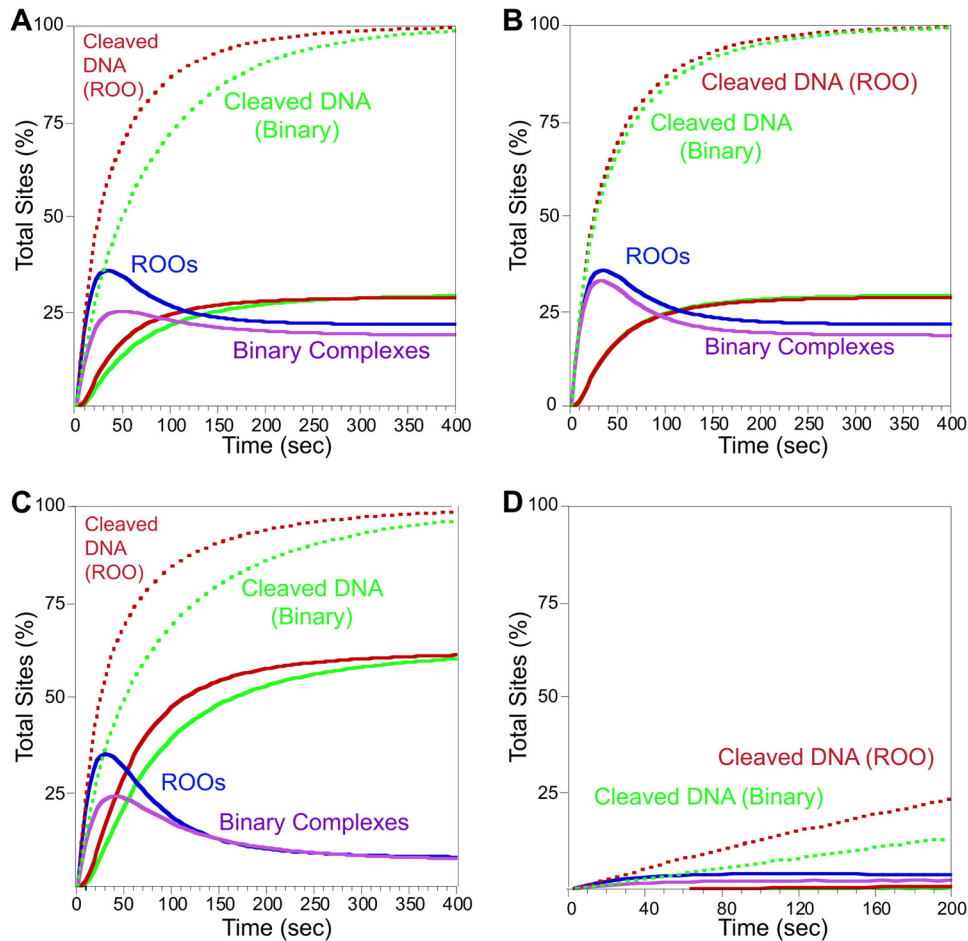 A
100
75
50
25
0
Total Sites (%)
Cleaved
DNA
(ROO)
Cleaved DNA
(Binary)
ROOs
Binary Complexes
0 50 100 150 200 250 300 350 400
Time (sec)
B
100
75
50
25
0
Total Sites (%)
Cleaved DNA (ROO)
Cleaved DNA
(Binary)
ROOs
Binary Complexes
0 50 100 150 200 250 300 350 400
Time (sec)
C
100
75
50
25
Total Sites (%)
Cleaved
DNA
(ROO)
Cleaved DNA
(Binary)
ROOs
Binary Complexes
0 50 100 150 200 250 300 350 400
Time (sec)
D
100
75
50
25
Total Sites (%)
Cleaved DNA (ROO)
Cleaved DNA (Binary)
0 40 80 120 160 200
Time (sec)